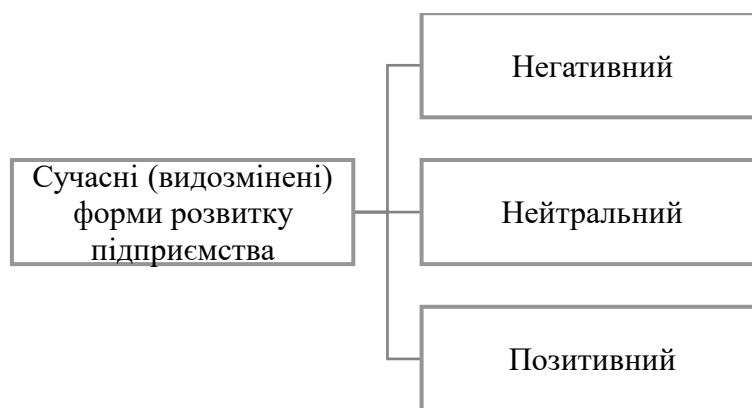 Негативний
Сучасні (видозмінені)
форми розвитку
підприємства
Нейтральний
Позитивний